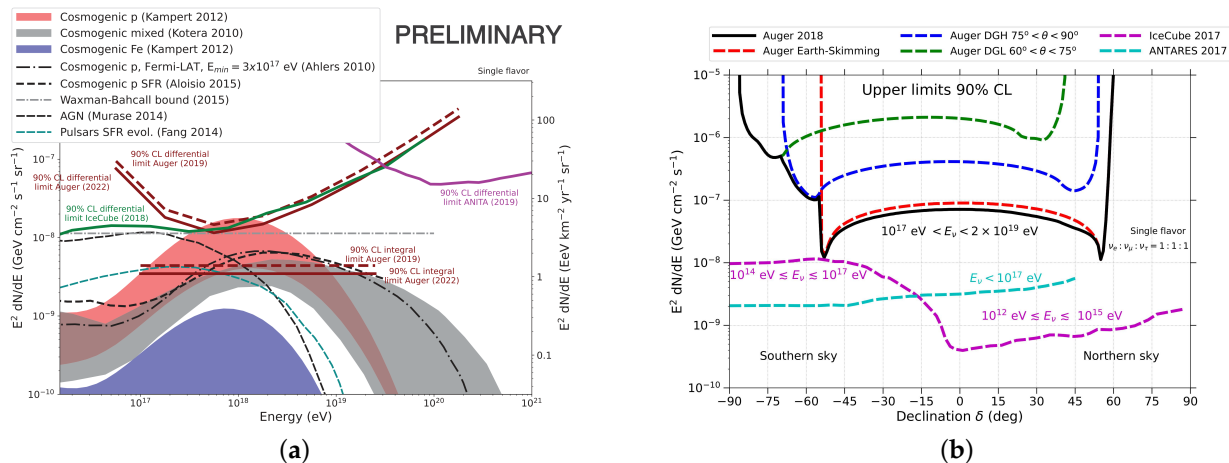 Cosmogenic p (Kampert 2012)
Cosmogenic mixed (Kotera 2010)
Cosmogenic Fe (Kampert 2012)
Cosmogenic p, Fermi-LAT, E_min = 3x10^17 eV (Ahlers 2010)
Cosmogenic p SFR (Aloisio 2015)
Waxman-Bahcall bound (2015)
AGN (Murase 2014)
Pulsars SFR evol. (Fang 2014)
PRELIMINARY
Single flavor
90% CL differential
limit Auger (2019)
90% CL differential
limit Auger (2022)
90% CL differential
limit IceCube (2018)
90% CL differential
limit ANITA (2019)
90% CL integral
limit Auger (2019)
90% CL integral
limit Auger (2022)
E² dN/dE (GeV cm⁻² s⁻¹ sr⁻¹)
10⁻⁷
10⁻⁸
10⁻⁹
10⁻¹⁰
E² dN/dE (EeV km⁻² yr⁻¹ sr⁻¹)
100
10
1
0.1
10¹⁷ 10¹⁸ 10¹⁹ 10²⁰ 10²¹
Energy (eV)
(a)
Auger 2018
Auger Earth-Skimming
Auger DGH 75° < θ < 90°
Auger DGL 60° < θ < 75°
IceCube 2017
ANTARES 2017
Upper limits 90% CL
10¹⁷ eV < E_ν < 2 × 10¹⁹ eV
Single flavor
ν_e : ν_μ : ν_τ = 1 : 1 : 1
10¹⁴ eV ≤ E_ν ≤ 10¹⁷ eV
E_ν < 10¹⁷ eV
10¹² eV ≤ E_ν ≤ 10¹⁵ eV
Southern sky
Northern sky
E² dN/dE (GeV cm⁻² s⁻¹ sr⁻¹)
10⁻⁵
10⁻⁶
10⁻⁷
10⁻⁸
10⁻⁹
10⁻¹⁰
−90 −75 −60 −45 −30 −15 0 15 30 45 60 75 90
Declination δ (deg)
(b)